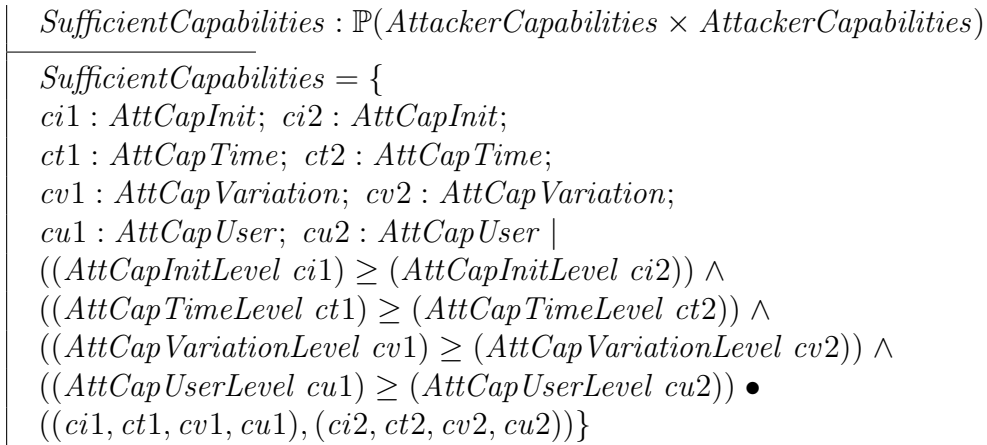 SufficientCapabilities : ℙ(AttackerCapabilities × AttackerCapabilities)
SufficientCapabilities = {
ci1 : AttCapInit; ci2 : AttCapInit;
ct1 : AttCapTime; ct2 : AttCapTime;
cv1 : AttCapVariation; cv2 : AttCapVariation;
cu1 : AttCapUser; cu2 : AttCapUser |
((AttCapInitLevel ci1) ≥ (AttCapInitLevel ci2)) ∧
((AttCapTimeLevel ct1) ≥ (AttCapTimeLevel ct2)) ∧
((AttCapVariationLevel cv1) ≥ (AttCapVariationLevel cv2)) ∧
((AttCapUserLevel cu1) ≥ (AttCapUserLevel cu2)) •
((ci1, ct1, cv1, cu1), (ci2, ct2, cv2, cu2))}